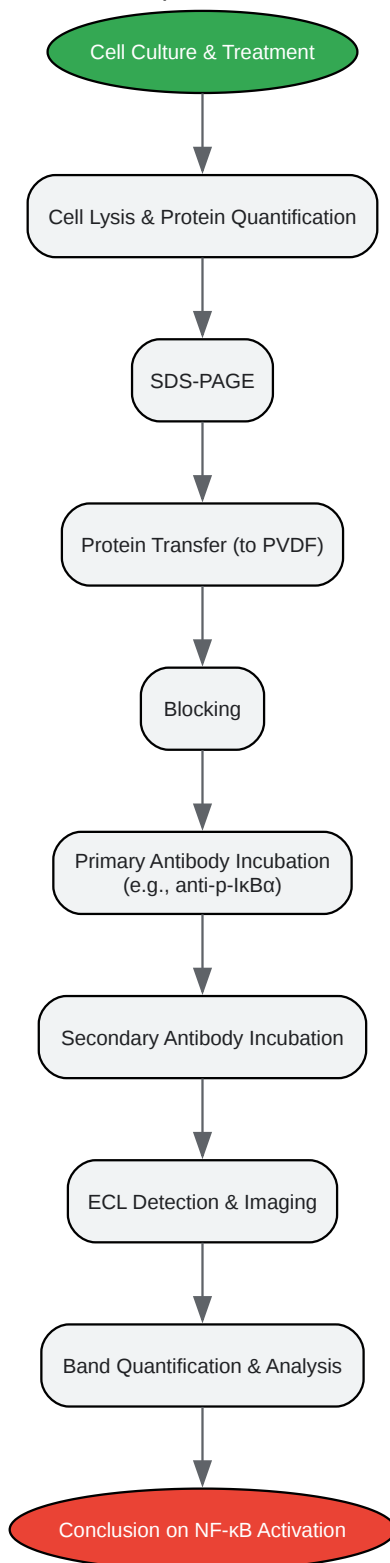 Cell Culture & Treatment
Cell Lysis & Protein Quantification
SDS-PAGE
Protein Transfer (to PVDF)
Blocking
Primary Antibody Incubation
(e.g., anti-p-IκBα)
Secondary Antibody Incubation
ECL Detection & Imaging
Band Quantification & Analysis
Conclusion on NF-κB Activation